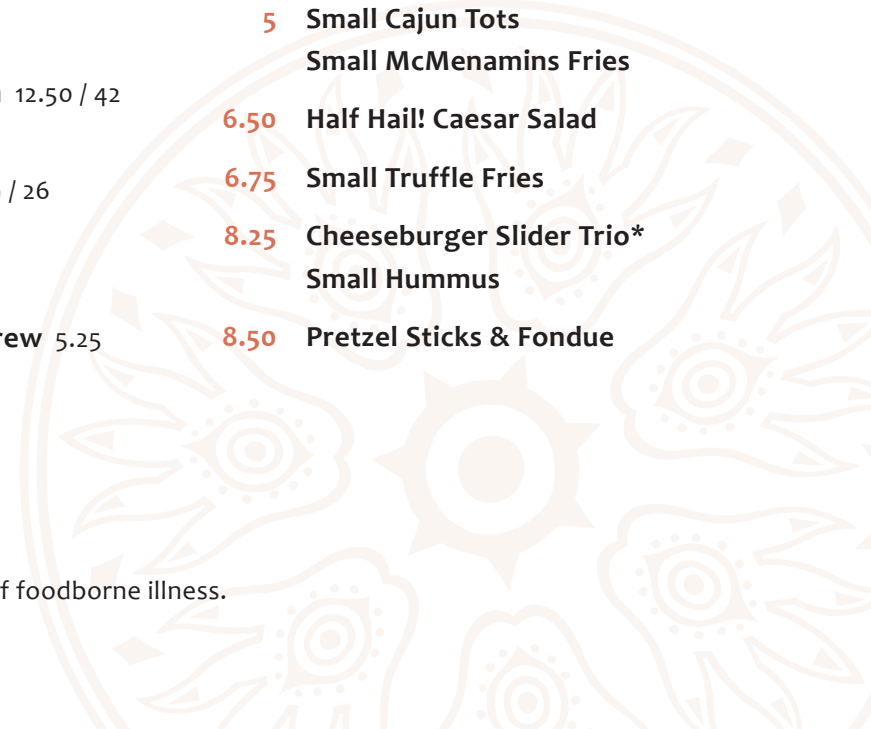 12.50 / 42
/ 26
5.25
f foodborne illness.
5 Small Cajun Tots
Small McMenamins Fries
6.50 Half Hail! Caesar Salad
6.75 Small Truffle Fries
8.25 Cheeseburger Slider Trio*
Small Hummus
8.50 Pretzel Sticks & Fondue